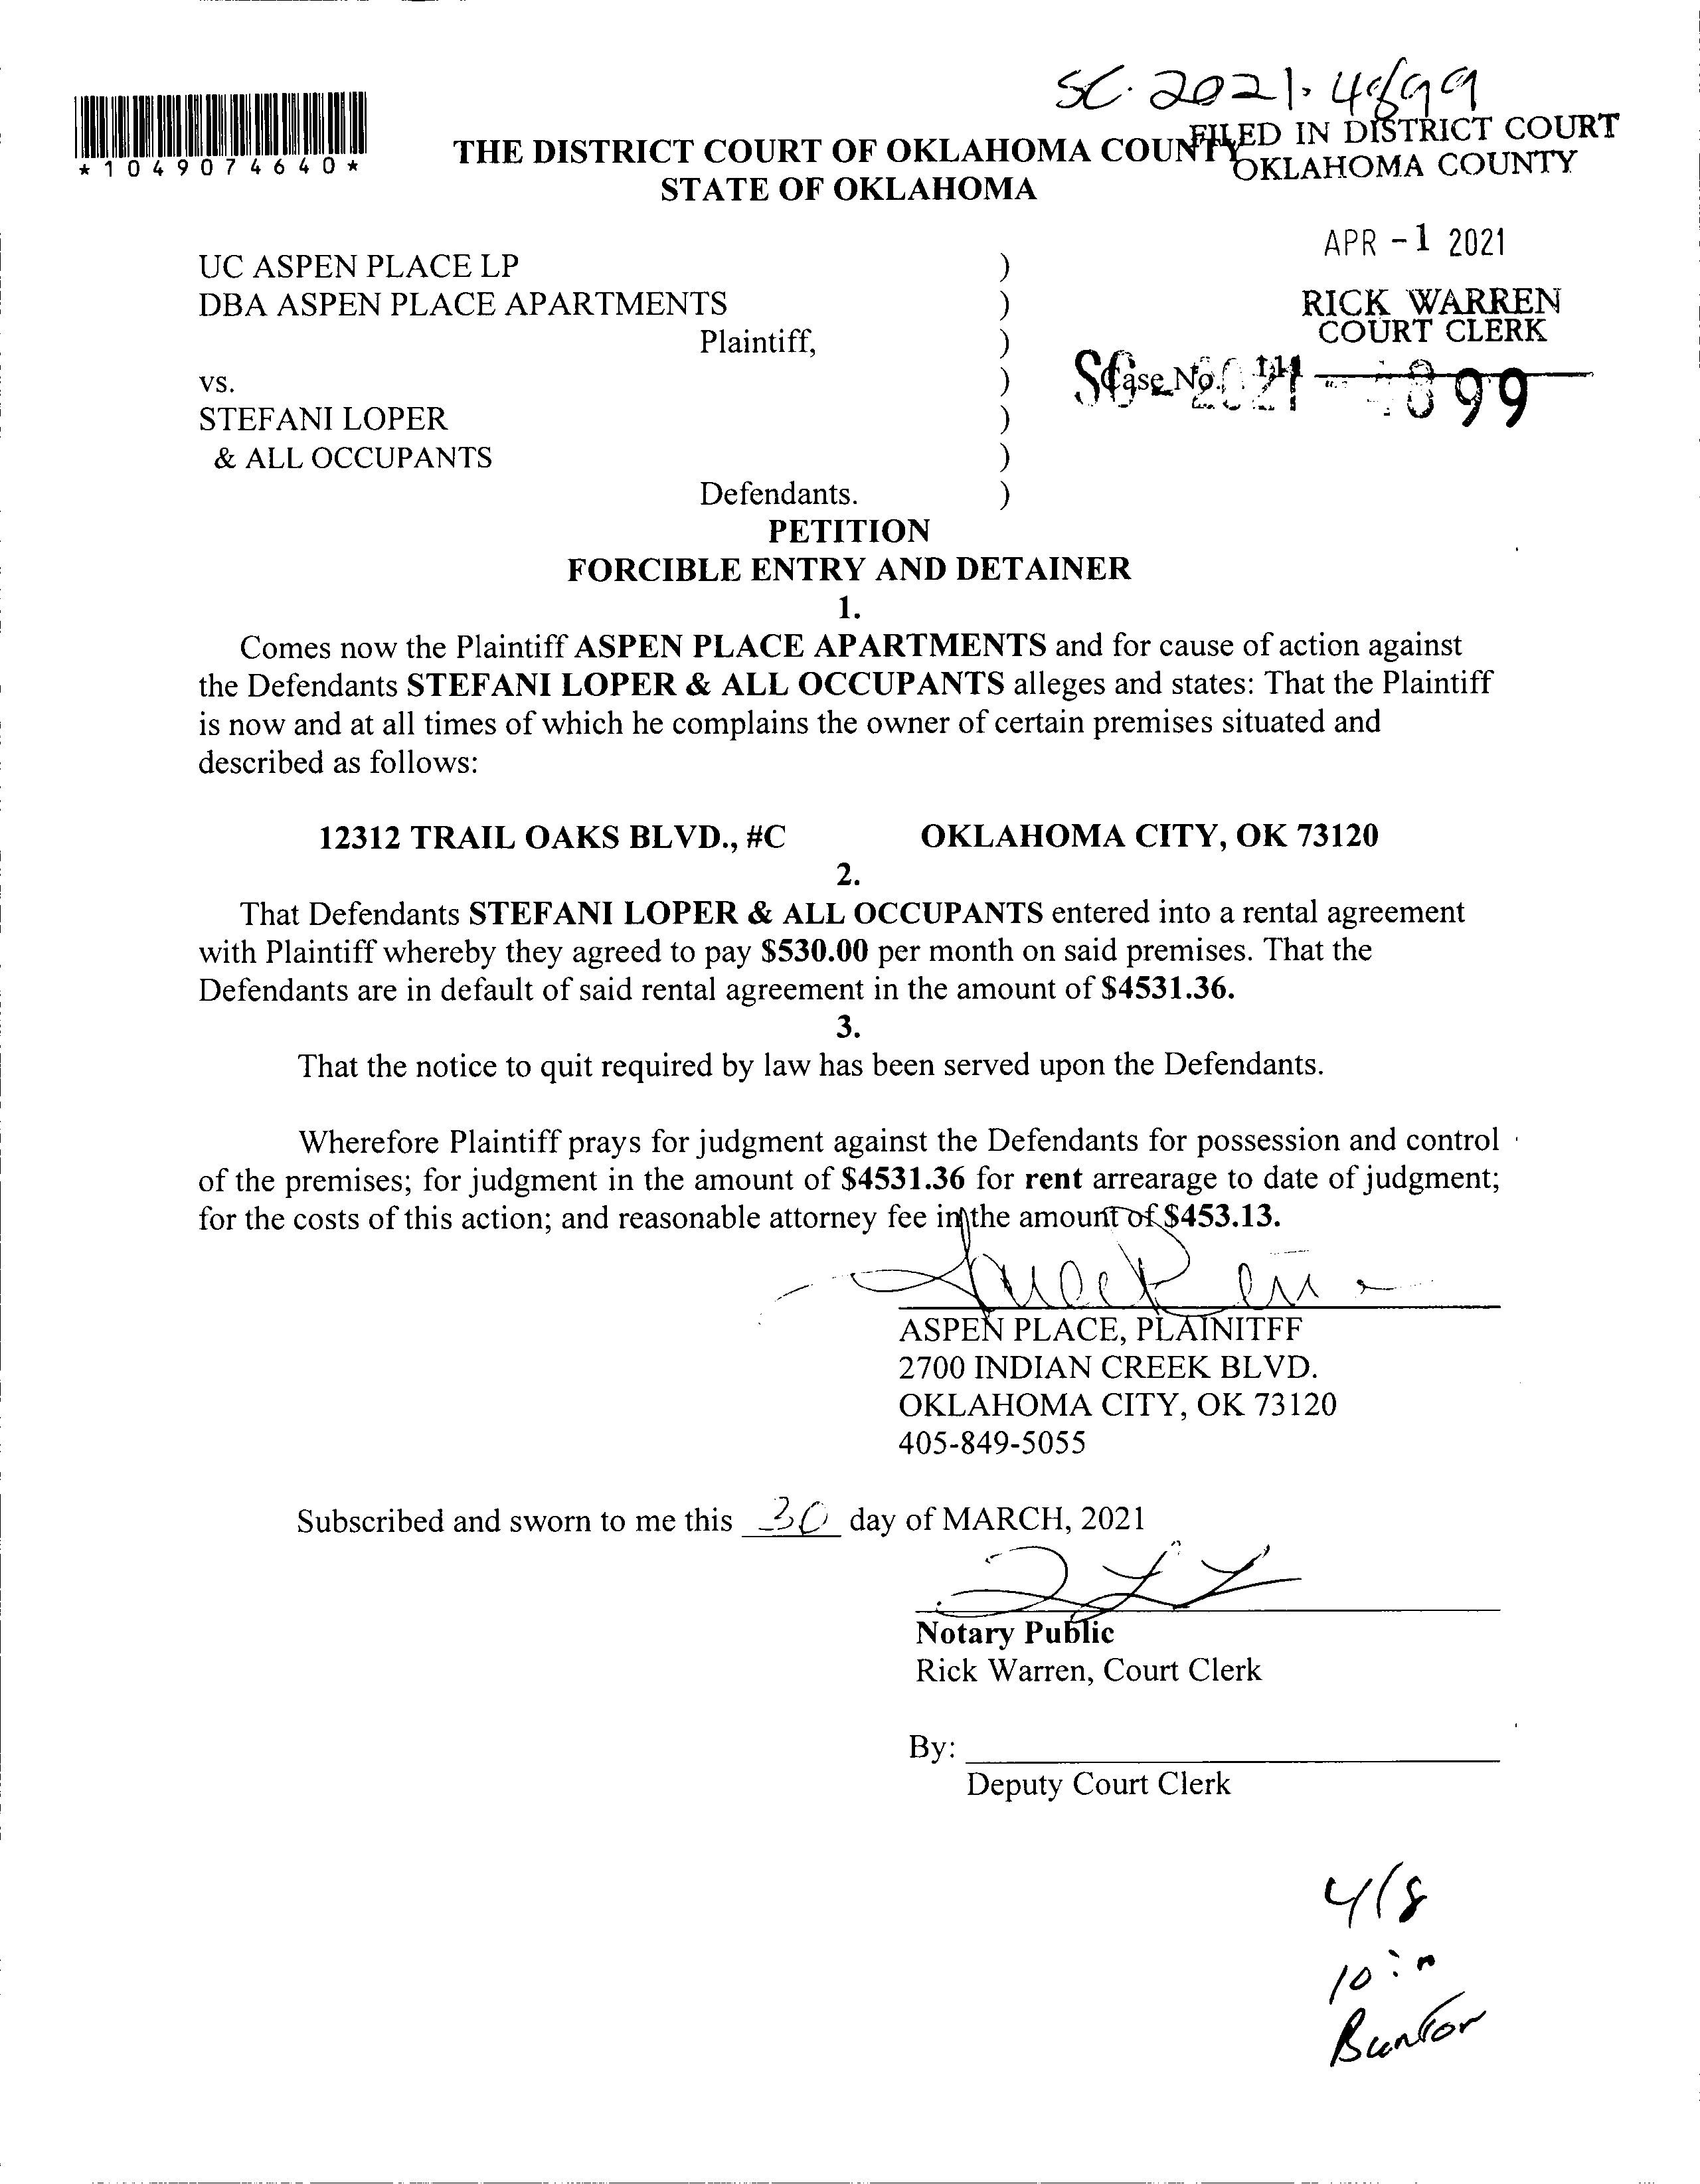 SC-2021-4899
*1049074640*
THE DISTRICT COURT OF OKLAHOMA COUNTY
STATE OF OKLAHOMA
FILED IN DISTRICT COURT
OKLAHOMA COUNTY
APR -1 2021
RICK WARREN
COURT CLERK
UC ASPEN PLACE LP )
DBA ASPEN PLACE APARTMENTS )
Plaintiff, )
vs. ) Case No.
SC-2021- 899
STEFANI LOPER )
& ALL OCCUPANTS )
Defendants. )
PETITION
FORCIBLE ENTRY AND DETAINER
1.
Comes now the Plaintiff ASPEN PLACE APARTMENTS and for cause of action against
the Defendants STEFANI LOPER & ALL OCCUPANTS alleges and states: That the Plaintiff
is now and at all times of which he complains the owner of certain premises situated and
described as follows:
12312 TRAIL OAKS BLVD., #C OKLAHOMA CITY, OK 73120
2.
That Defendants STEFANI LOPER & ALL OCCUPANTS entered into a rental agreement
with Plaintiff whereby they agreed to pay $530.00 per month on said premises. That the
Defendants are in default of said rental agreement in the amount of $4531.36.
3.
That the notice to quit required by law has been served upon the Defendants.
Wherefore Plaintiff prays for judgment against the Defendants for possession and control
of the premises; for judgment in the amount of $4531.36 for rent arrearage to date of judgment;
for the costs of this action; and reasonable attorney fee in the amount of $453.13.
ASPEN PLACE, PLAINITFF
2700 INDIAN CREEK BLVD.
OKLAHOMA CITY, OK 73120
405-849-5055
Subscribed and sworn to me this 30 day of MARCH, 2021
Notary Public
Rick Warren, Court Clerk
By:
Deputy Court Clerk
4/8